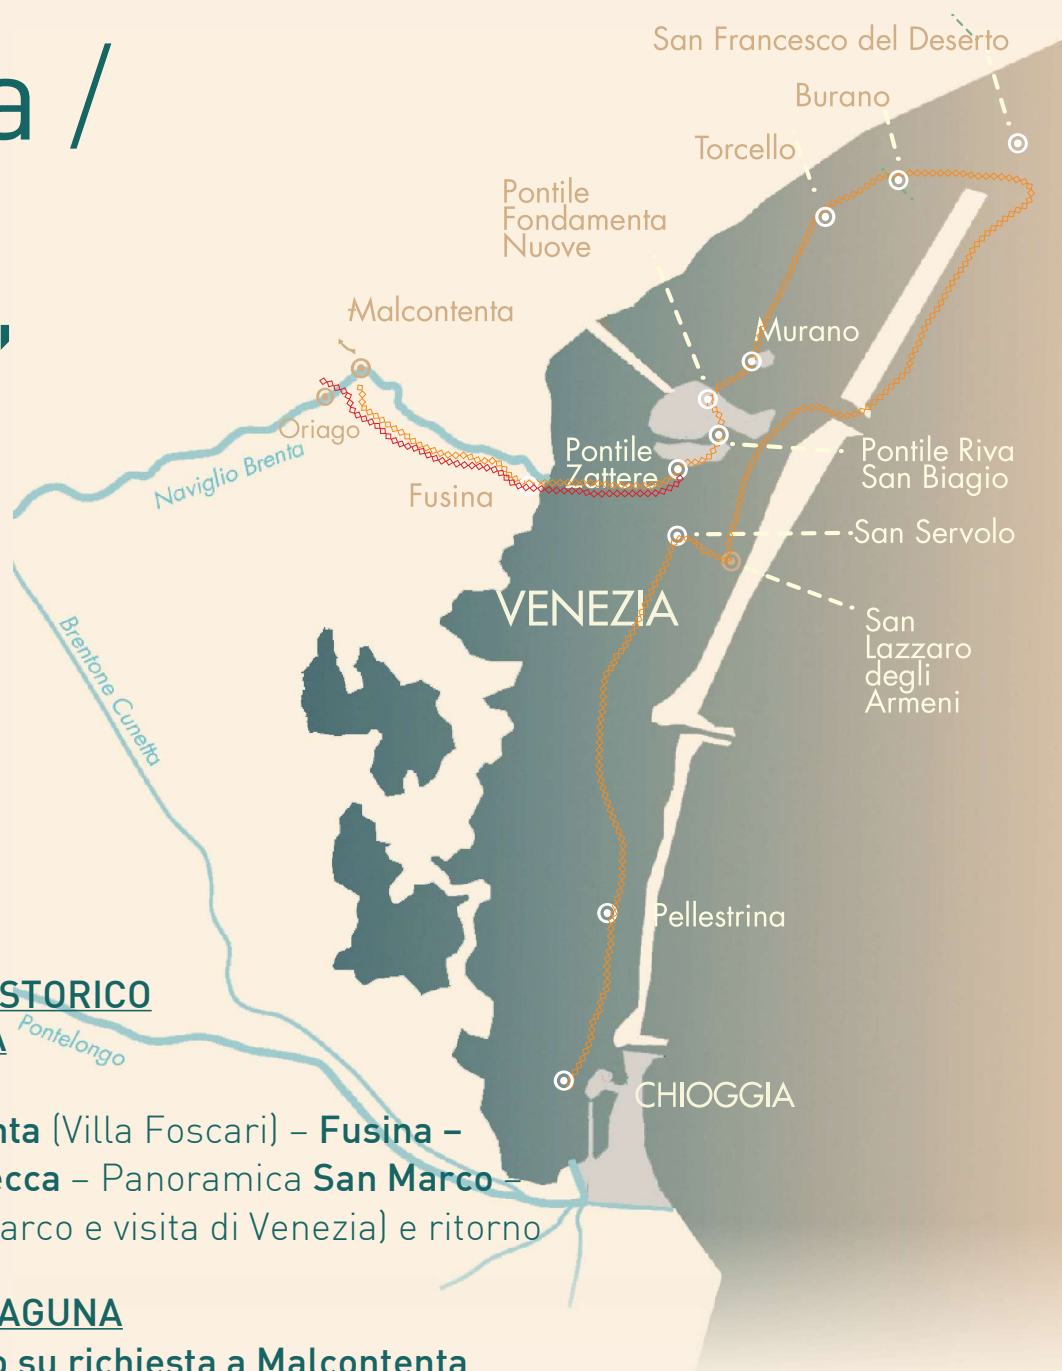 a /
San Francesco del Deserto
Burano
Torcello
Pontile
Fondamenta
Nuove
Malcontenta
Murano
Oriago
Naviglio Brenta
Fusina
Pontile
Zattere
Pontile Riva
San Biagio
San Servolo
VENEZIA
San
Lazzaro
degli
Armeni
Brentone Cunetta
Pellestrina
STORICO
A
Pontelongo
CHIOGGIA
nta (Villa Foscari) – Fusina –
ecca – Panoramica San Marco –
arco e visita di Venezia) e ritorno
AGUNA
o su richiesta a Malcontenta